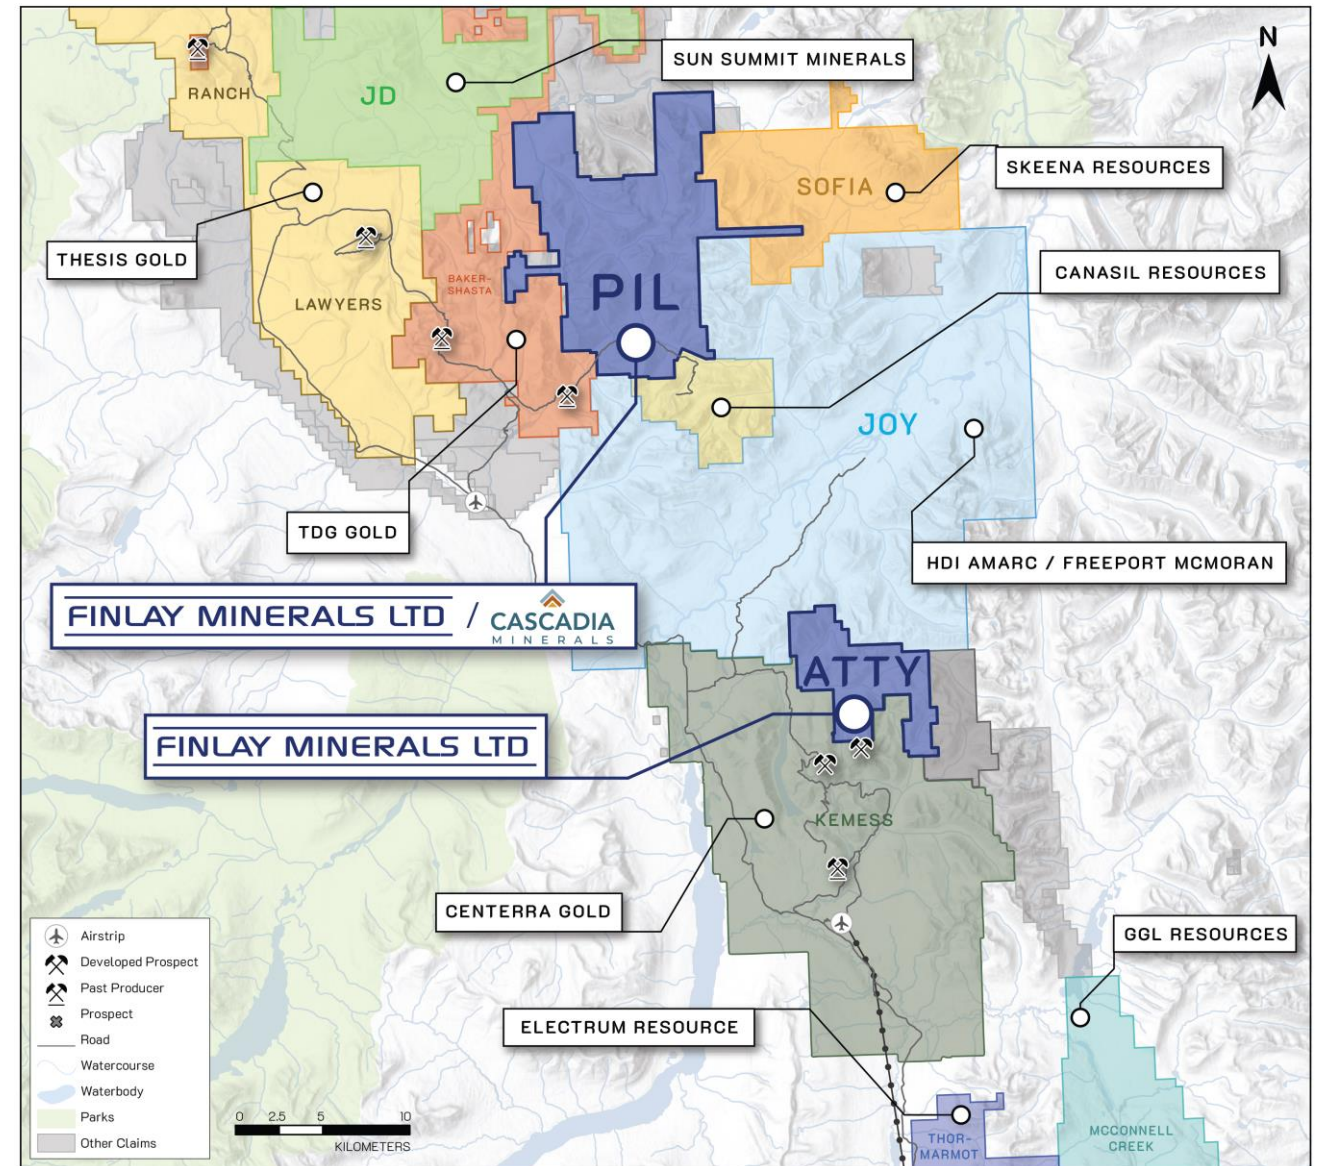 N
SUN SUMMIT MINERALS
RANCH
JD
SKEENA RESOURCES
SOFIA
THESIS GOLD
CANASIL RESOURCES
BAKER-
SHASTA
PIL
LAWYERS
JOY
TDG GOLD
HDI AMARC / FREEPORT MCMORAN
FINLAY MINERALS LTD / CASCADIA
MINERALS
ATTY
FINLAY MINERALS LTD
KEMESS
CENTERRA GOLD
GGL RESOURCES
ELECTRUM RESOURCE
Airstrip
Developed Prospect
Past Producer
Prospect
Road
Watercourse
Waterbody
Parks
Other Claims
0 2.5 5 10
KILOMETERS
THOR-
MARMOT
MCCONNELL
CREEK